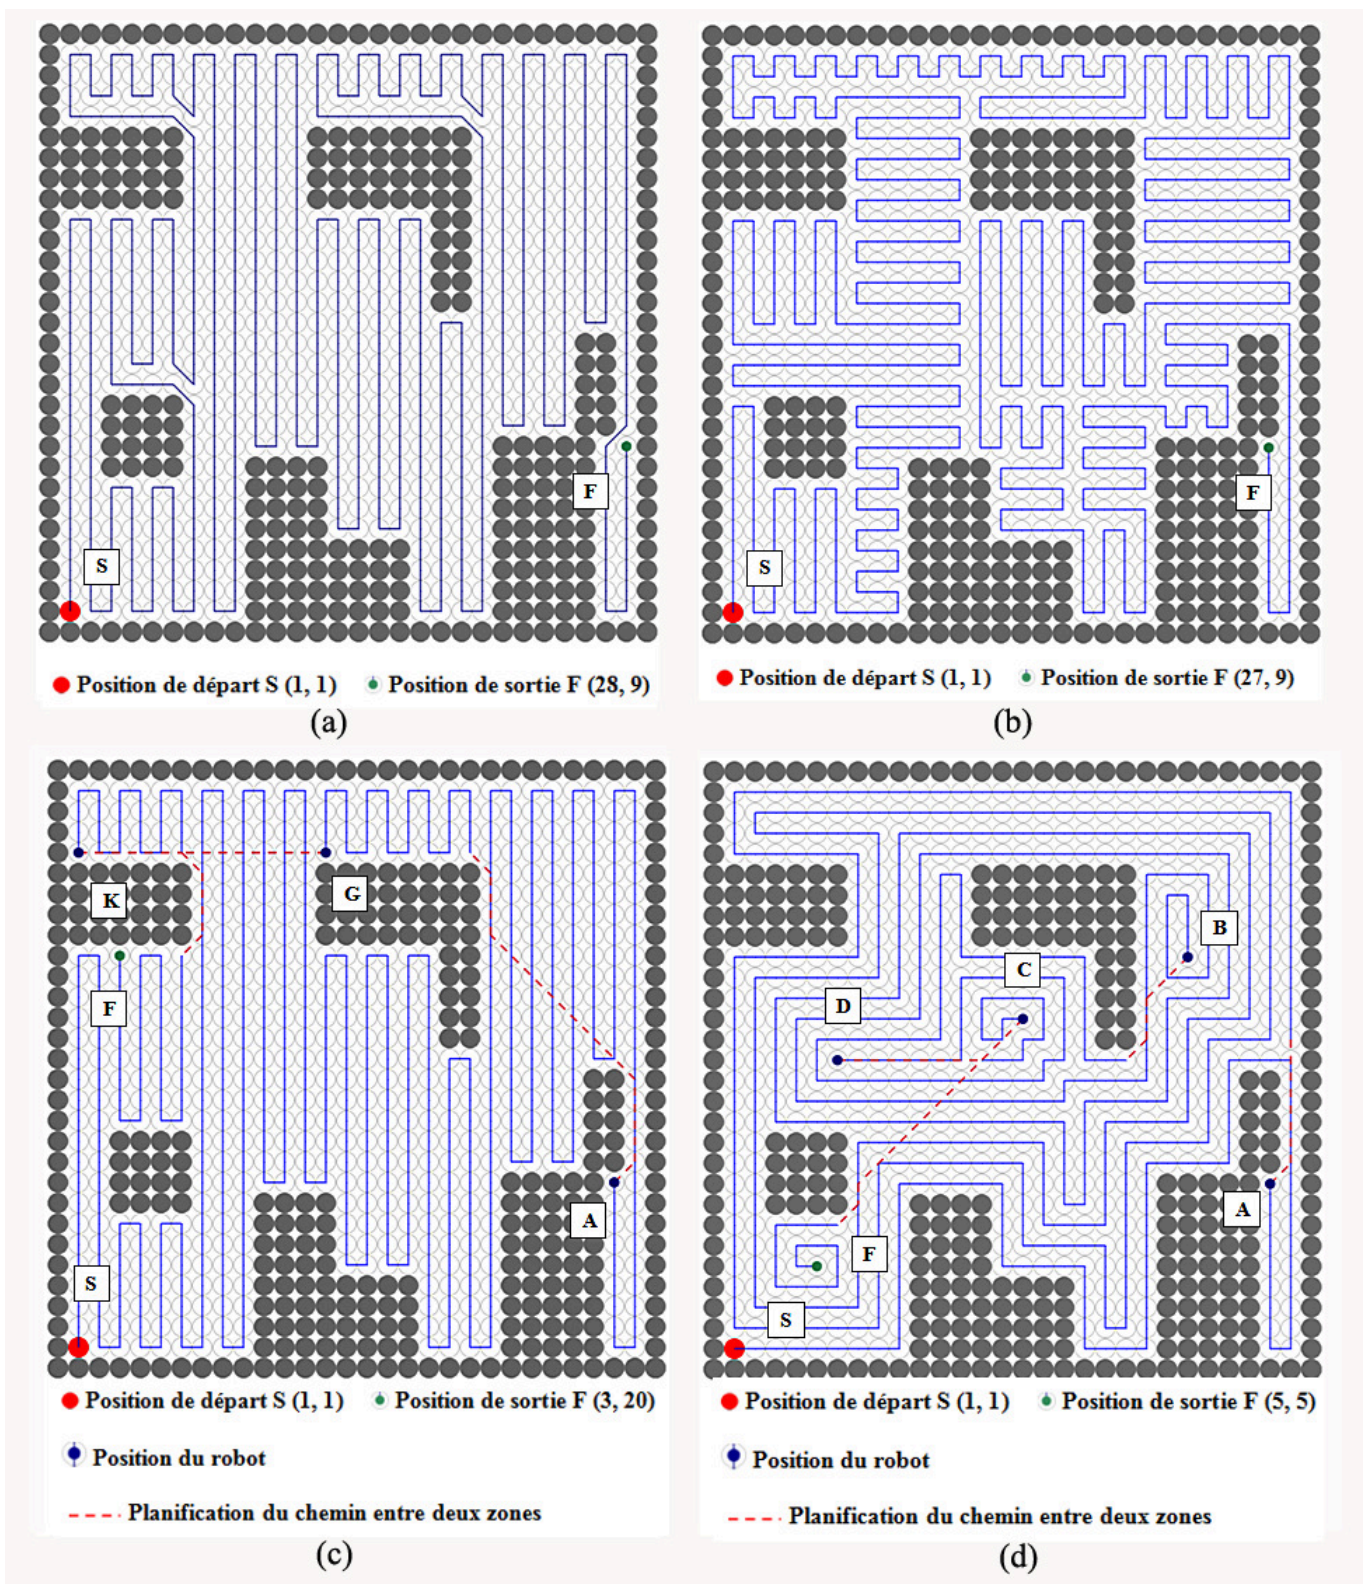 S
F
Position de départ S (1, 1) Position de sortie F (28, 9)
(a)
S
F
Position de départ S (1, 1) Position de sortie F (27, 9)
(b)
K
G
F
A
S
Position de départ S (1, 1) Position de sortie F (3, 20)
Position du robot
Planification du chemin entre deux zones
(c)
B
C
D
A
F
S
Position de départ S (1, 1) Position de sortie F (5, 5)
Position du robot
Planification du chemin entre deux zones
(d)